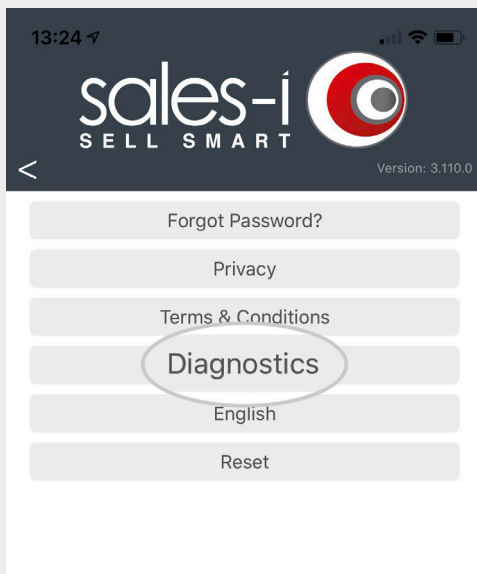 13:24
sales-i
SELL SMART
<
Version: 3.110.0
Forgot Password?
Privacy
Terms & Conditions
Diagnostics
English
Reset